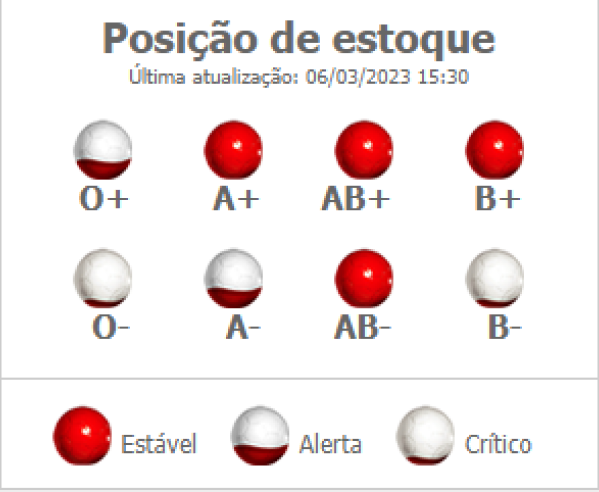 Posição de estoque
Última atualização: 06/03/2023 15:30
O+ A+ AB+ B+
O- A- AB- B-
Estável Alerta Crítico